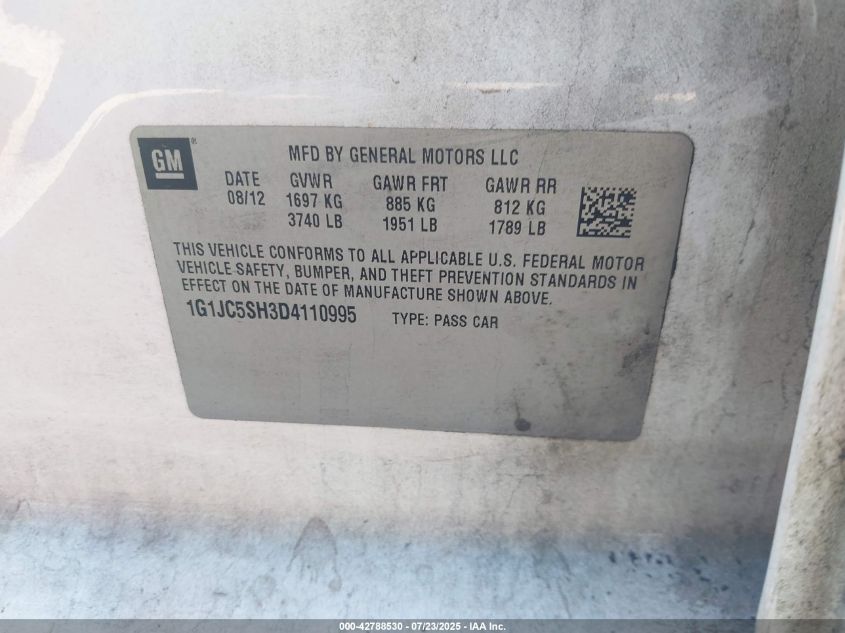 GM®
MFD BY GENERAL MOTORS LLC
DATE GVWR GAWR FRT GAWR RR
08/12 1697 KG 885 KG 812 KG
3740 LB 1951 LB 1789 LB
THIS VEHICLE CONFORMS TO ALL APPLICABLE U.S. FEDERAL MOTOR
VEHICLE SAFETY, BUMPER, AND THEFT PREVENTION STANDARDS IN
EFFECT ON THE DATE OF MANUFACTURE SHOWN ABOVE.
1G1JC5SH3D4110995 TYPE: PASS CAR
000-42788530 - 07/23/2025 - IAA Inc.